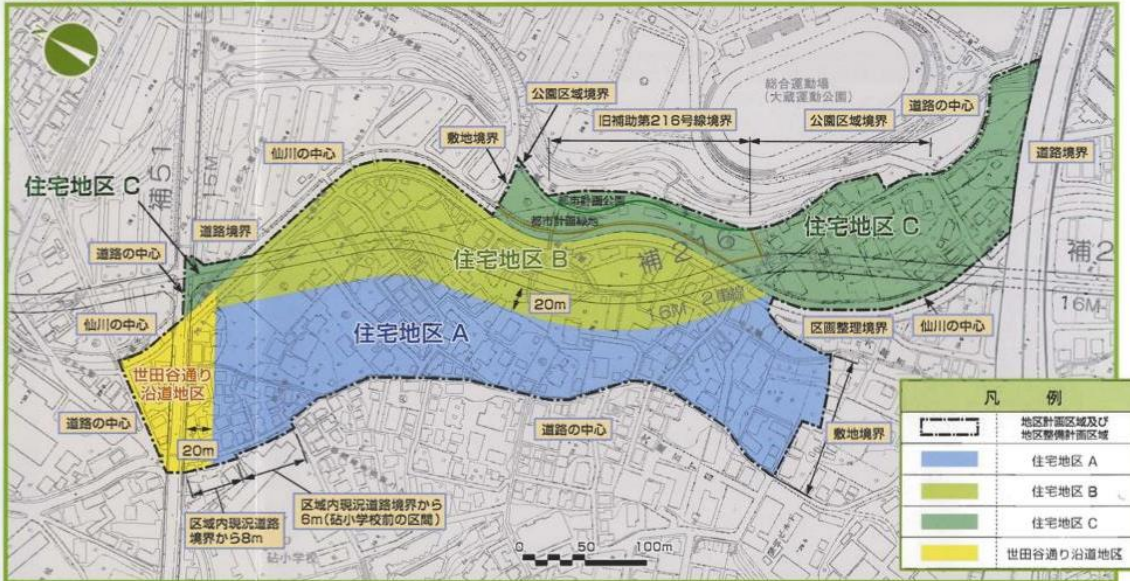 N
総合運動場
(大蔵運動公園)
公園区域境界
旧補助第216号線境界
公園区域境界
道路の中心
敷地境界
道路境界
仙川の中心
住宅地区 C
補51
15M
道路境界
都市計画公園
都市計画緑地
住宅地区 C
道路の中心
住宅地区 B
補216
補2
仙川の中心
20m
16M
2車線
16M
区画整理境界
仙川の中心
住宅地区 A
世田谷通り
沿道地区
道路の中心
20m
道路の中心
敷地境界
区域内現況道路
境界から8m
区域内現況道路境界から
6m(砧小学校前の区間)
砧小学校
0 50 100m
凡 例
地区計画区域及び
地区整備計画区域
住宅地区 A
住宅地区 B
住宅地区 C
世田谷通り沿道地区